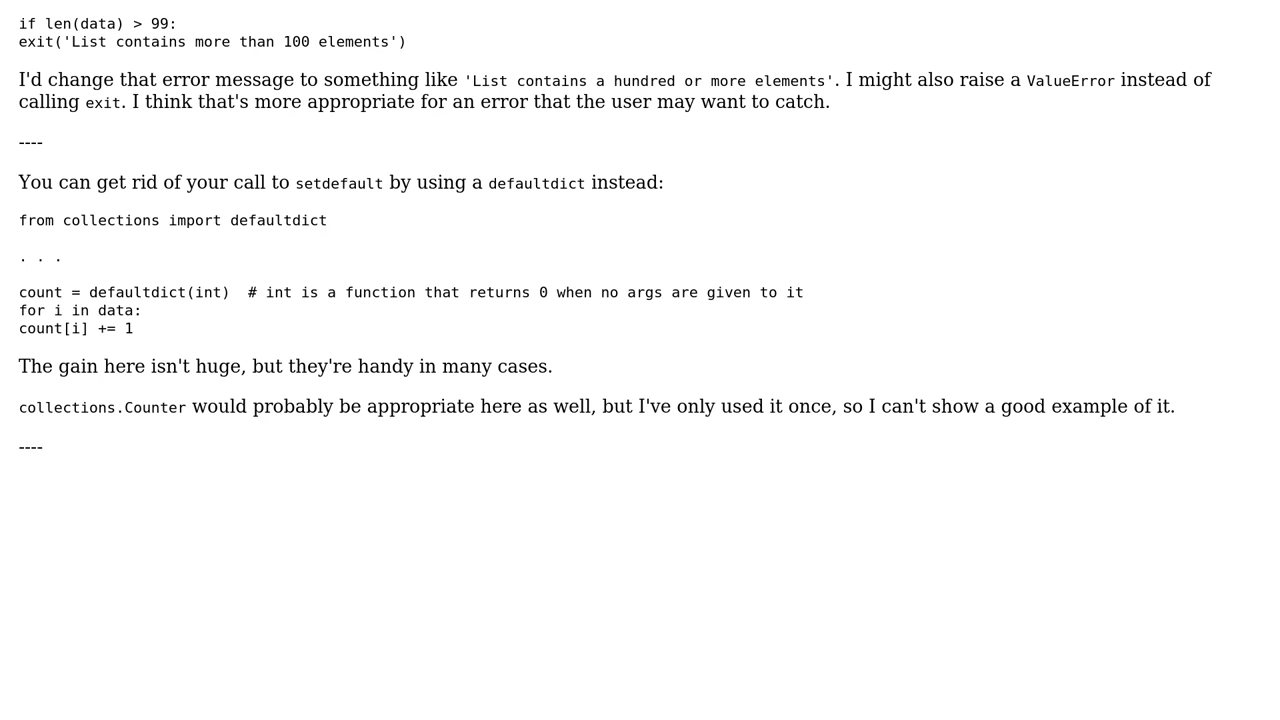 if len(data) > 99:
exit('List contains more than 100 elements')
I'd change that error message to something like 'List contains a hundred or more elements'. I might also raise a ValueError instead of
calling exit. I think that's more appropriate for an error that the user may want to catch.
----
You can get rid of your call to setdefault by using a defaultdict instead:
from collections import defaultdict
. . .
count = defaultdict(int)  # int is a function that returns 0 when no args are given to it
for i in data:
count[i] += 1
The gain here isn't huge, but they're handy in many cases.
collections.Counter would probably be appropriate here as well, but I've only used it once, so I can't show a good example of it.
----